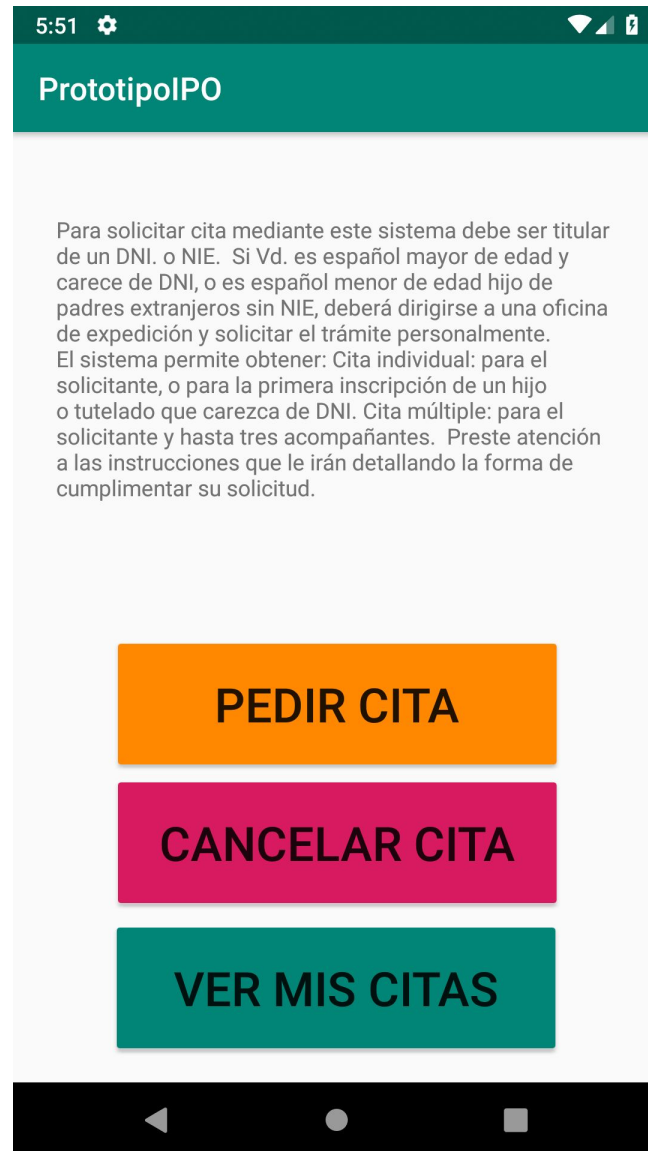 5:51
PrototipoIPO
Para solicitar cita mediante este sistema debe ser titular
de un DNI. o NIE.  Si Vd. es español mayor de edad y
carece de DNI, o es español menor de edad hijo de
padres extranjeros sin NIE, deberá dirigirse a una oficina
de expedición y solicitar el trámite personalmente.
El sistema permite obtener: Cita individual: para el
solicitante, o para la primera inscripción de un hijo
o tutelado que carezca de DNI. Cita múltiple: para el
solicitante y hasta tres acompañantes.  Preste atención
a las instrucciones que le irán detallando la forma de
cumplimentar su solicitud.
PEDIR CITA
CANCELAR CITA
VER MIS CITAS